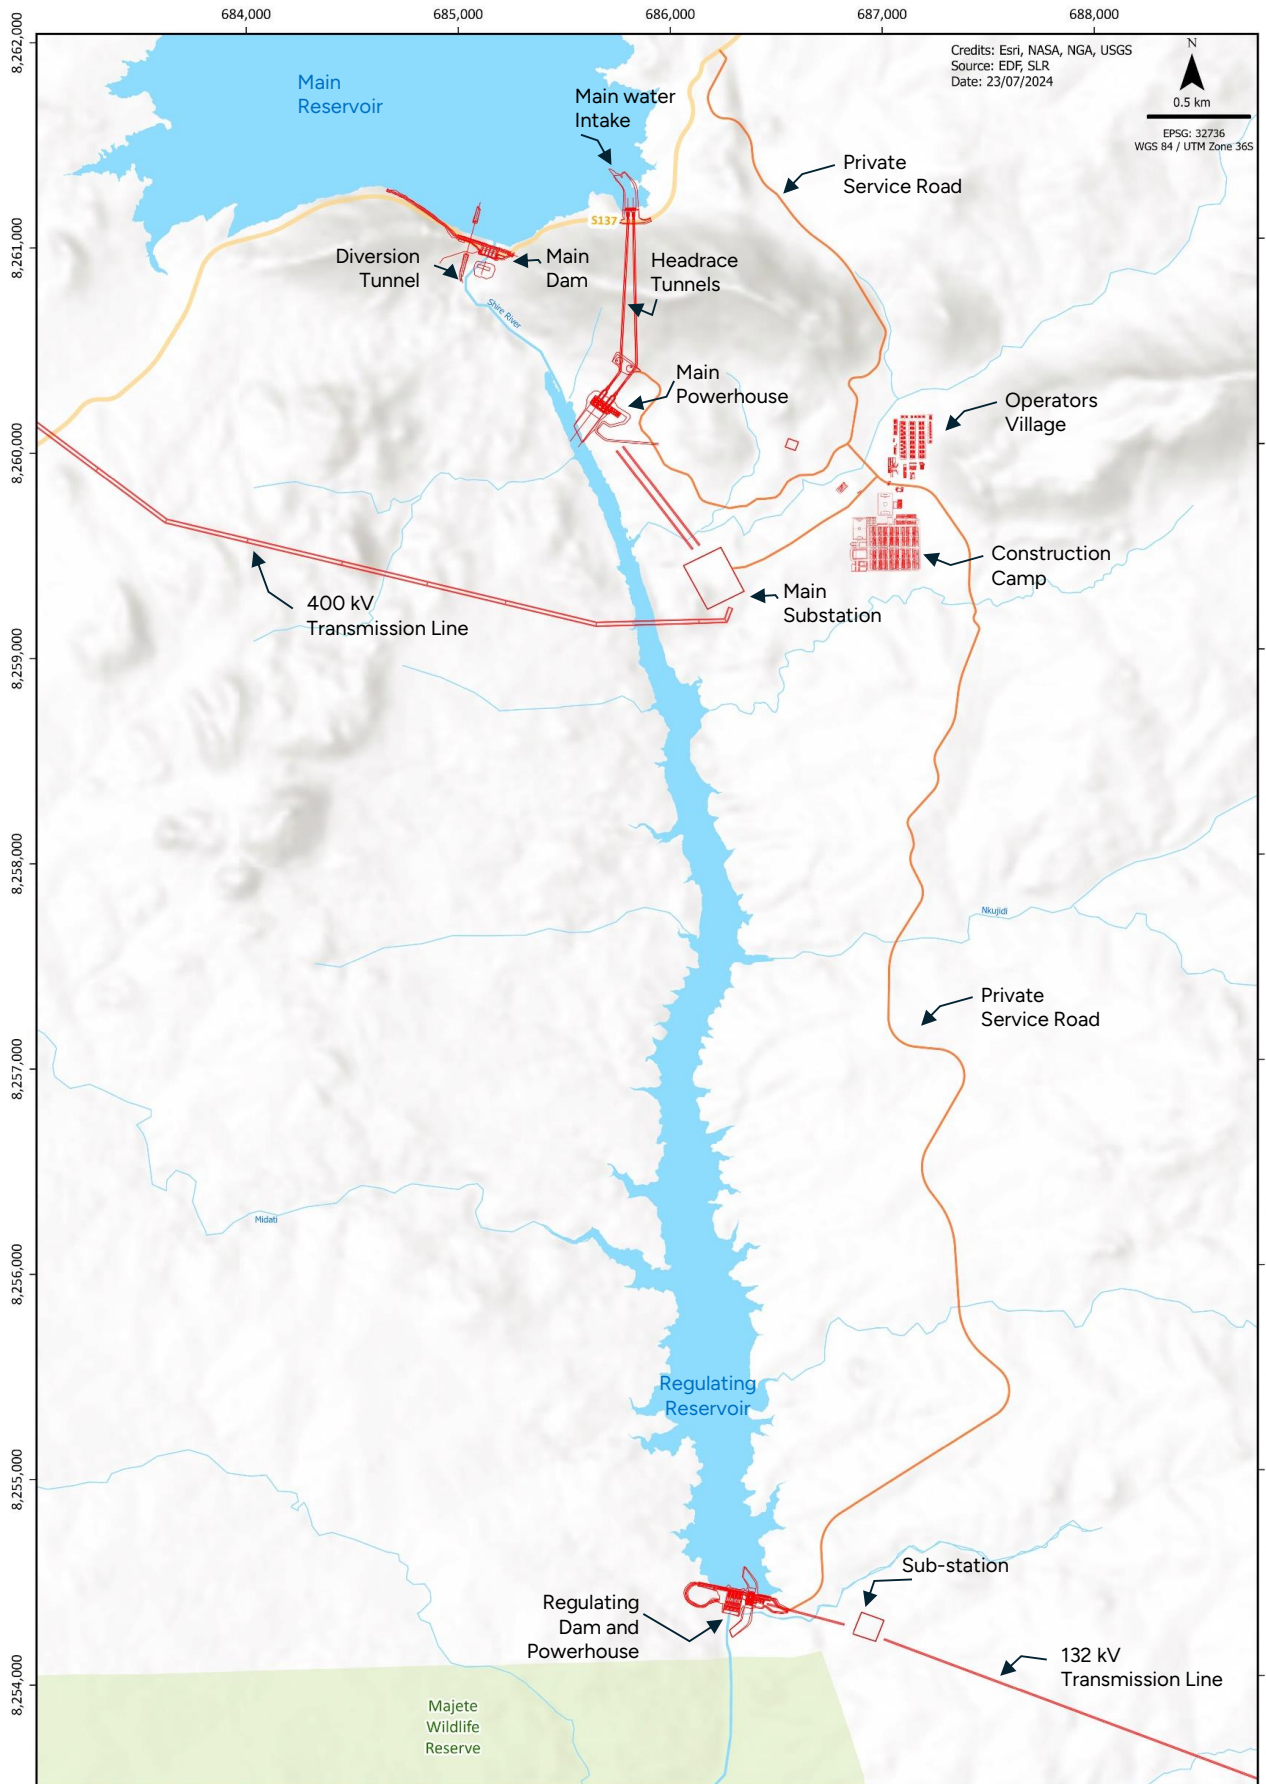 684,000
685,000
686,000
687,000
688,000
8,262,000
8,261,000
8,260,000
8,259,000
8,258,000
8,257,000
8,256,000
8,255,000
8,254,000
Credits: Esri, NASA, NGA, USGS
Source: EDF, SLR
Date: 23/07/2024
N
0.5 km
EPSG: 32736
WGS 84 / UTM Zone 36S
Main
Reservoir
Main water
Intake
Private
Service Road
S137
Diversion
Tunnel
Main
Dam
Headrace
Tunnels
Shire River
Main
Powerhouse
Operators
Village
Construction
Camp
Main
Substation
400 kV
Transmission Line
Nkujidi
Private
Service Road
Midati
Regulating
Reservoir
Sub-station
Regulating
Dam and
Powerhouse
132 kV
Transmission Line
Majete
Wildlife
Reserve